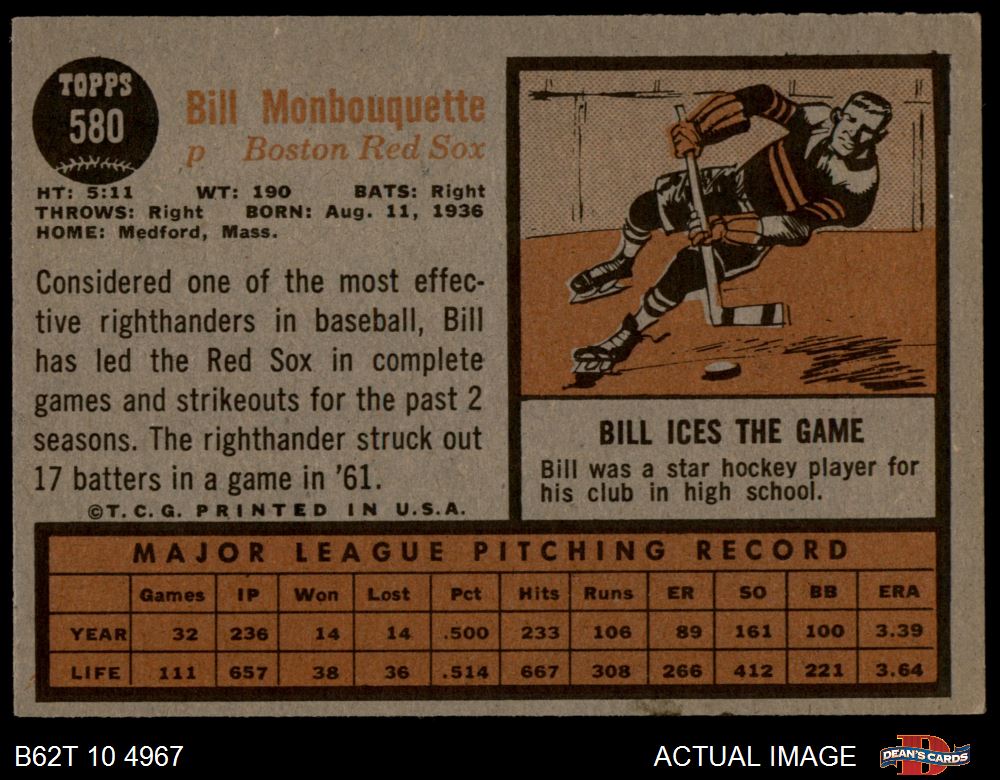 TOPPS
580
Bill Monbouquette
p Boston Red Sox
HT: 5:11 WT: 190 BATS: Right
THROWS: Right BORN: Aug. 11, 1936
HOME: Medford, Mass.
Considered one of the most effec-
tive righthanders in baseball, Bill
has led the Red Sox in complete
games and strikeouts for the past 2
seasons. The righthander struck out
17 batters in a game in '61.
©T.C.G. PRINTED IN U.S.A.
BILL ICES THE GAME
Bill was a star hockey player for
his club in high school.
MAJOR LEAGUE PITCHING RECORD
Games IP Won Lost Pct Hits Runs ER SO BB ERA
YEAR 32 236 14 14 .500 233 106 89 161 100 3.39
LIFE 111 657 38 36 .514 667 308 266 412 221 3.64
B62T 10 4967 ACTUAL IMAGE DEAN'S CARDS